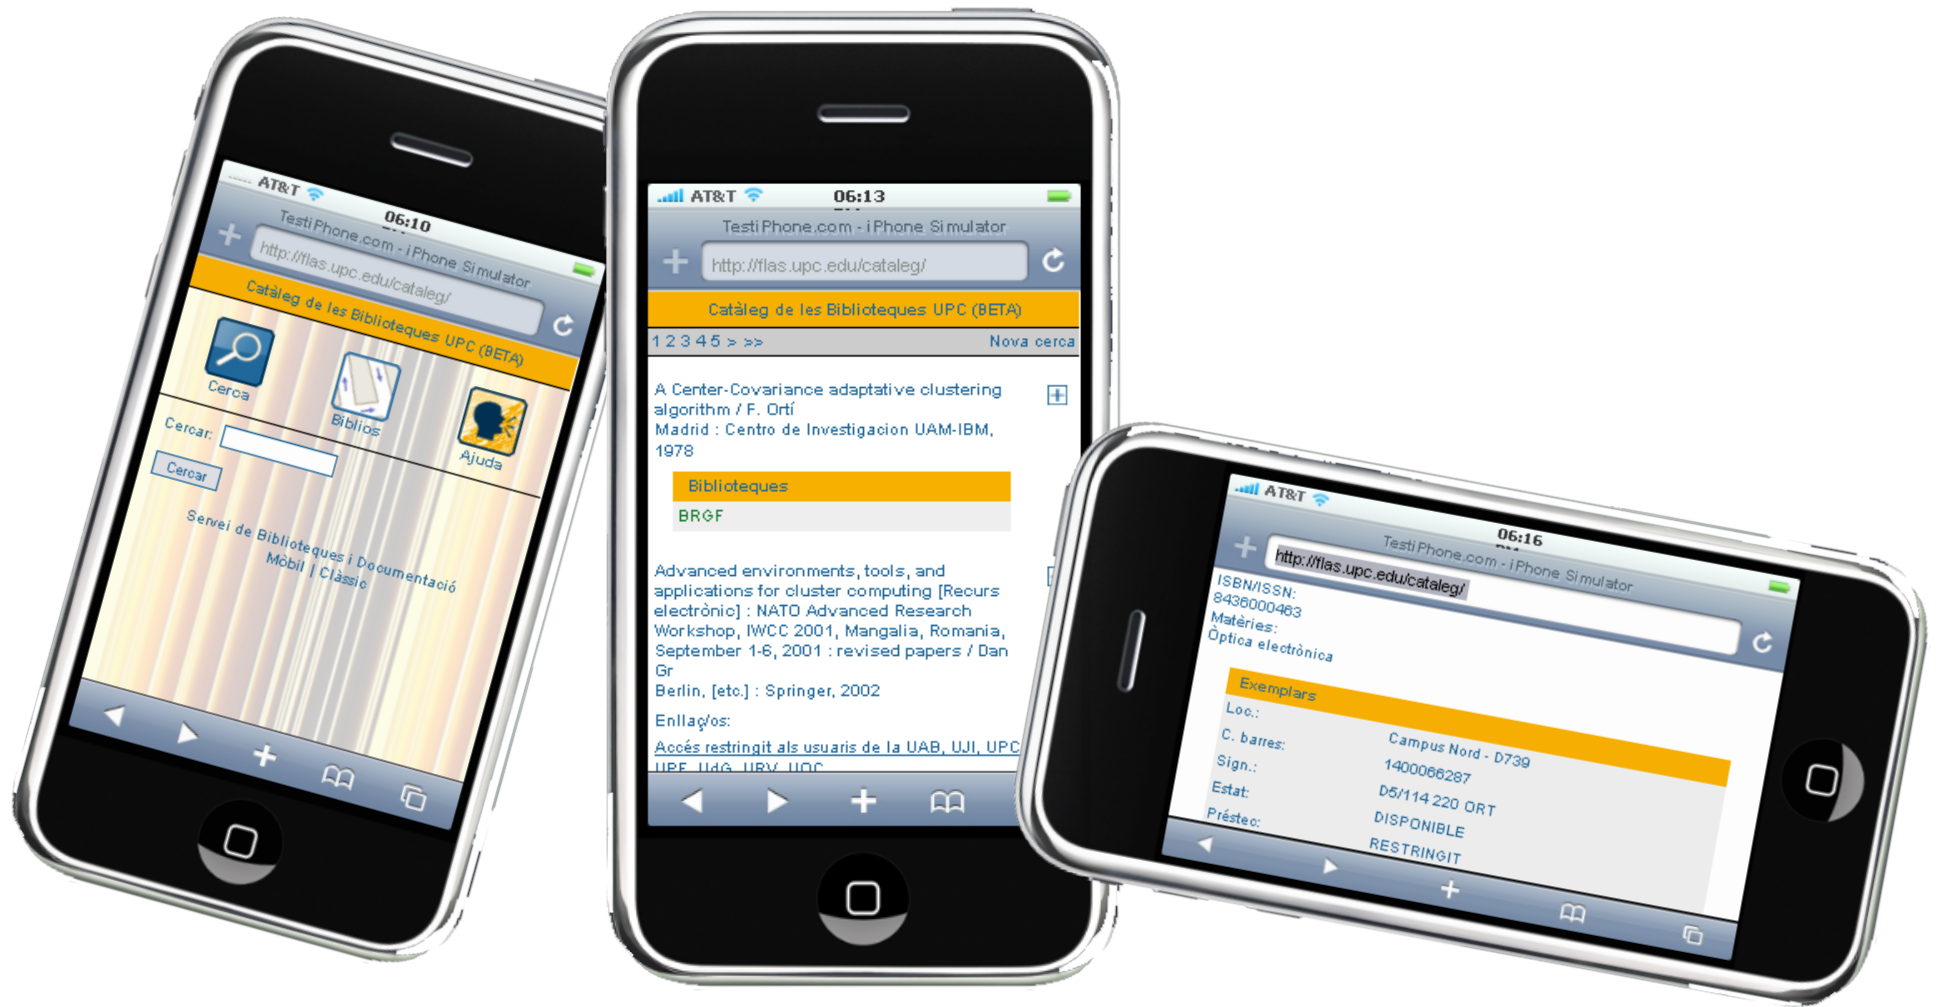 AT&T
06:10
TestiPhone.com - iPhone Simulator
http://flas.upc.edu/cataleg/
Catàleg de les Biblioteques UPC (BETA)
Cerca
Biblios
Ajuda
Cercar:
Cercar
Servei de Biblioteques i Documentació
Mòbil | Clàssic
AT&T
06:13
TestiPhone.com - iPhone Simulator
http://flas.upc.edu/cataleg/
Catàleg de les Biblioteques UPC (BETA)
1 2 3 4 5 > >> Nova cerca
A Center-Covariance adaptative clustering
algorithm / F. Ortí
Madrid : Centro de Investigacion UAM-IBM,
1978
Biblioteques
BRGF
Advanced environments, tools, and
applications for cluster computing [Recurs
electrònic] : NATO Advanced Research
Workshop, IWCC 2001, Mangalia, Romania,
September 1-6, 2001 : revised papers / Dan
Gr
Berlin, [etc.] : Springer, 2002
Enllaç/os:
Accés restringit als usuaris de la UAB, UJI, UPC
UPF, UdG, URV, UOC
AT&T
06:16
TestiPhone.com - iPhone Simulator
http://flas.upc.edu/cataleg/
ISBN/ISSN:
8436000463
Matèries:
Òptica electrònica
Exemplars
Loc.: Campus Nord - D739
C. barres: 1400066287
Sign.: D5/114 220 ORT
Estat: DISPONIBLE
Préstec: RESTRINGIT